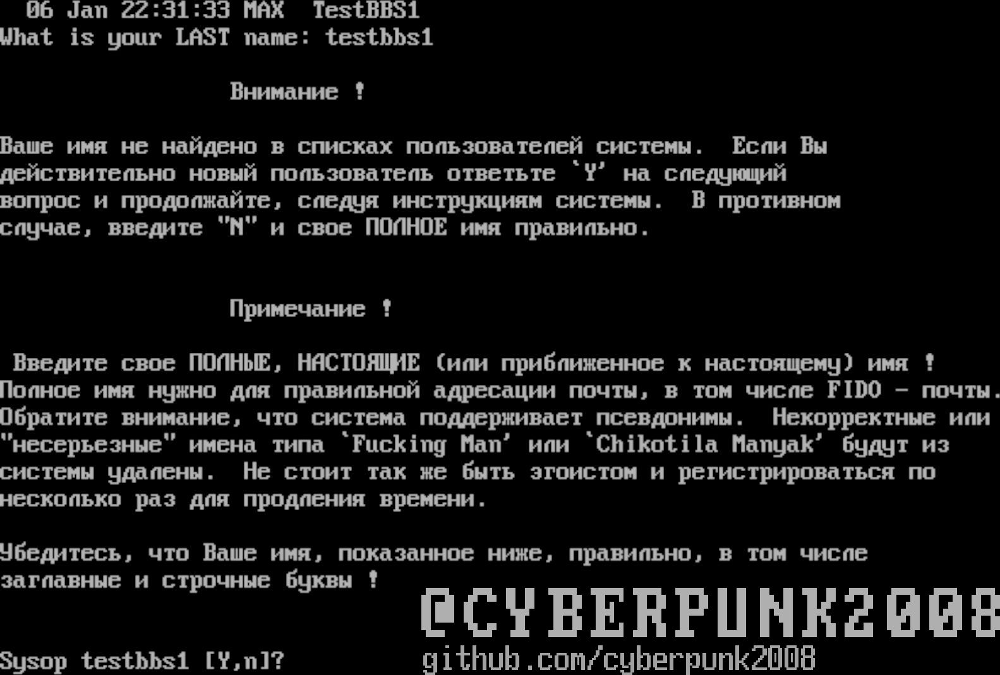 06 Jan 22:31:33 MAX  TestBBS1
What is your LAST name: testbbs1
Внимание !
Ваше имя не найдено в списках пользователей системы.  Если Вы
действительно новый пользователь ответьте `Y' на следующий
вопрос и продолжайте, следуя инструкциям системы.  В противном
случае, введите "N" и свое ПОЛНОЕ имя правильно.
Примечание !
Введите свое ПОЛНЫЕ, НАСТОЯЩИЕ (или приближенное к настоящему) имя !
Полное имя нужно для правильной адресации почты, в том числе FIDO - почты.
Обратите внимание, что система поддерживает псевдонимы.  Некорректные или
"несерьезные" имена типа `Fucking Man' или `Chikotila Manyak' будут из
системы удалены.  Не стоит так же быть эгоистом и регистрироваться по
несколько раз для продления времени.
Убедитесь, что Ваше имя, показанное ниже, правильно, в том числе
заглавные и строчные буквы !
@CYBERPUNK2008
github.com/cyberpunk2008
Sysop testbbs1 [Y,n]?